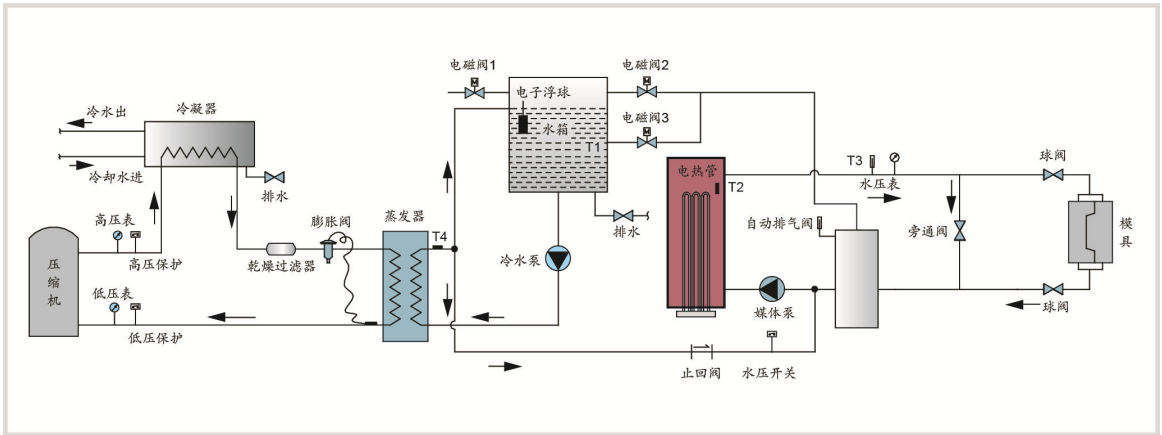 电磁阀1
电磁阀2
电子浮球
水箱
电磁阀3
T1
冷水出
冷凝器
冷却水进
排水
高压表
高压保护
膨胀阀
蒸发器
T4
乾燥过滤器
压
缩
机
低压表
低压保护
冷水泵
排水
电热管
T2
T3
水压表
球阀
自动排气阀
旁通阀
模
具
媒体泵
球阀
止回阀
水压开关
M
M
M